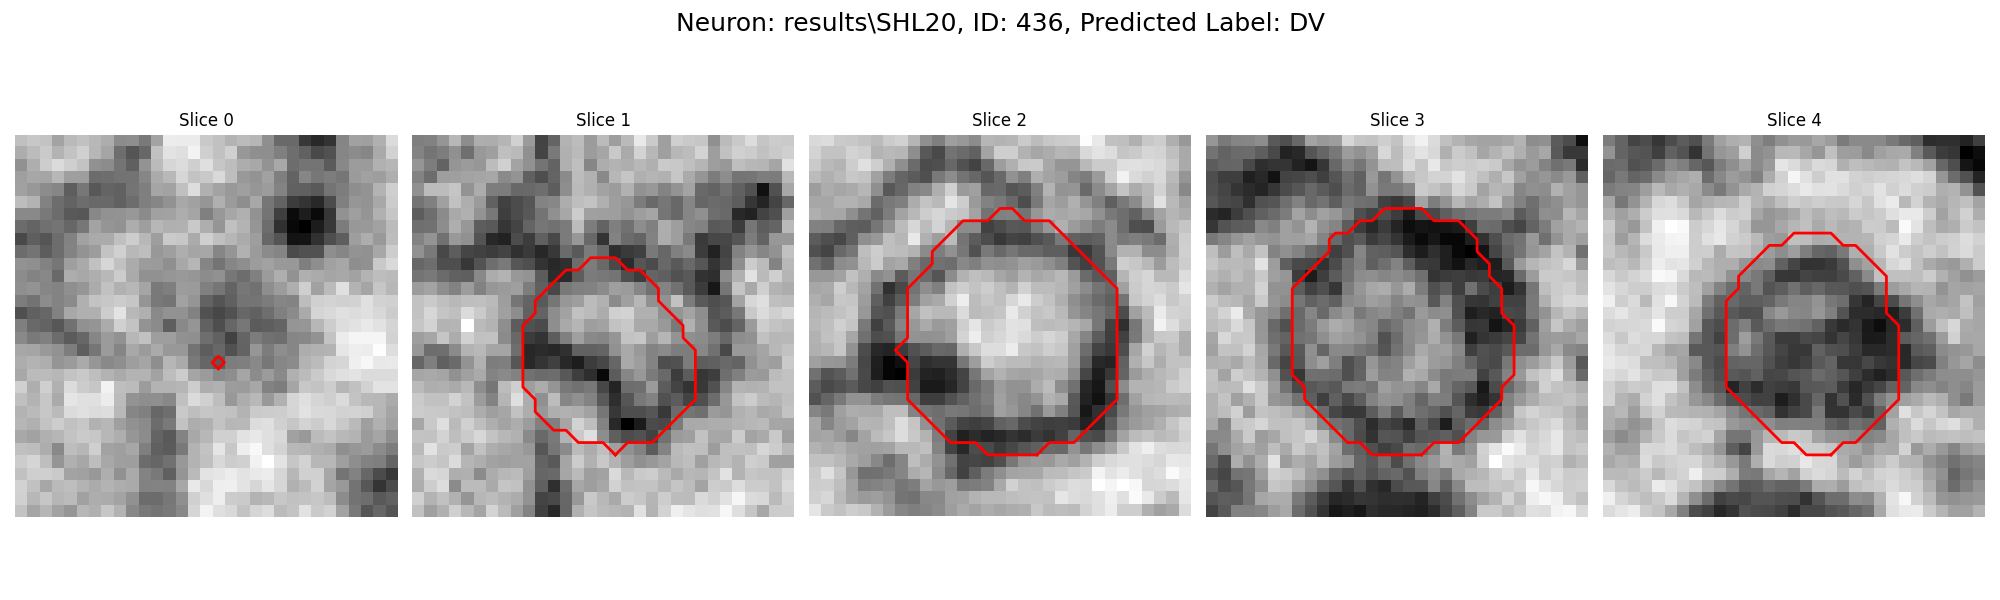 Neuron: results\SHL20, ID: 436, Predicted Label: DV
Slice 0
Slice 1
Slice 2
Slice 3
Slice 4